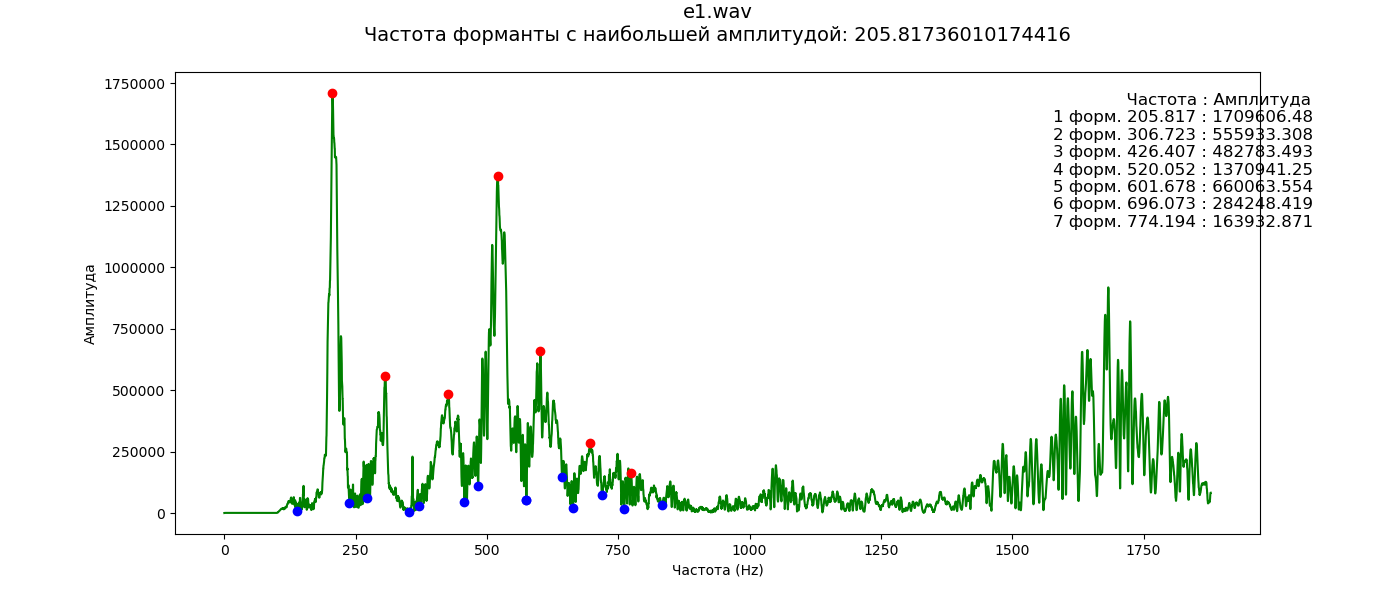 e1.wav
Частота форманты с наибольшей амплитудой: 205.81736010174416
Частота : Амплитуда
1 форм. 205.817 : 1709606.48
2 форм. 306.723 : 555933.308
3 форм. 426.407 : 482783.493
4 форм. 520.052 : 1370941.25
5 форм. 601.678 : 660063.554
6 форм. 696.073 : 284248.419
7 форм. 774.194 : 163932.871
Амплитуда
1750000
1500000
1250000
1000000
750000
500000
250000
0
0 250 500 750 1000 1250 1500 1750
Частота (Hz)